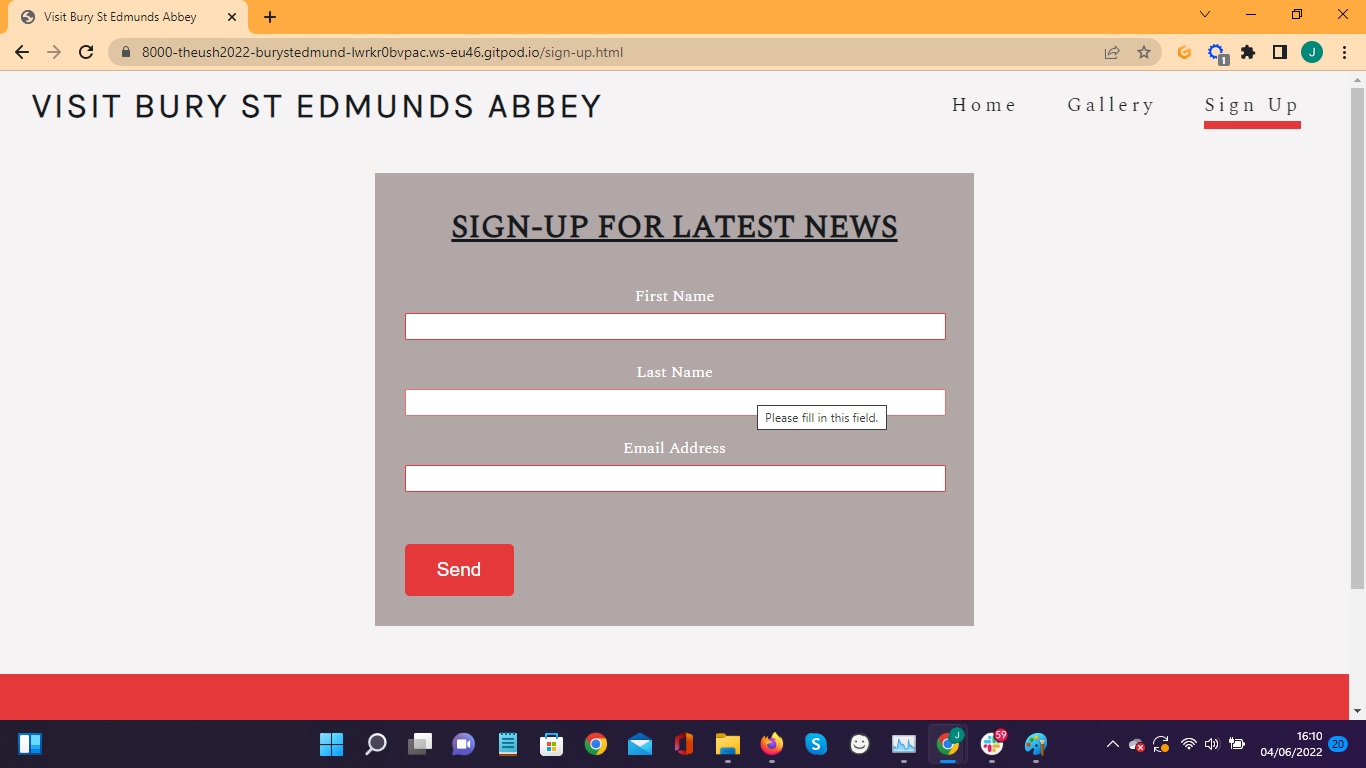 Visit Bury St Edmunds Abbey
8000-theush2022-burystedmund-lwrkr0bvpac.ws-eu46.gitpod.io/sign-up.html
1
J
VISIT BURY ST EDMUNDS ABBEY
Home
Gallery
Sign Up
SIGN-UP FOR LATEST NEWS
First Name
Last Name
Please fill in this field.
Email Address
Send
J
59
16:10
04/06/2022
20